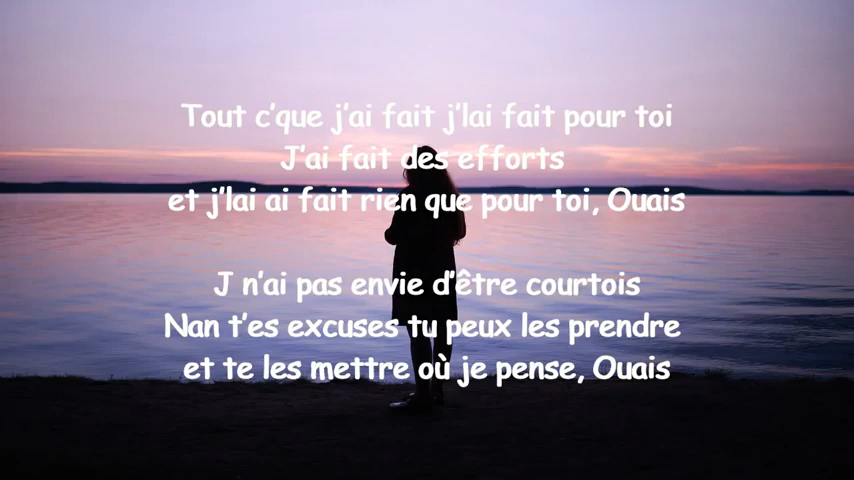 Tout c'que j'ai fait j'lai fait pour toi
J'ai fait des efforts
et j'lai ai fait rien que pour toi, Ouais
J n'ai pas envie d'être courtois
Nan t'es excuses tu peux les prendre
et te les mettre où je pense, Ouais